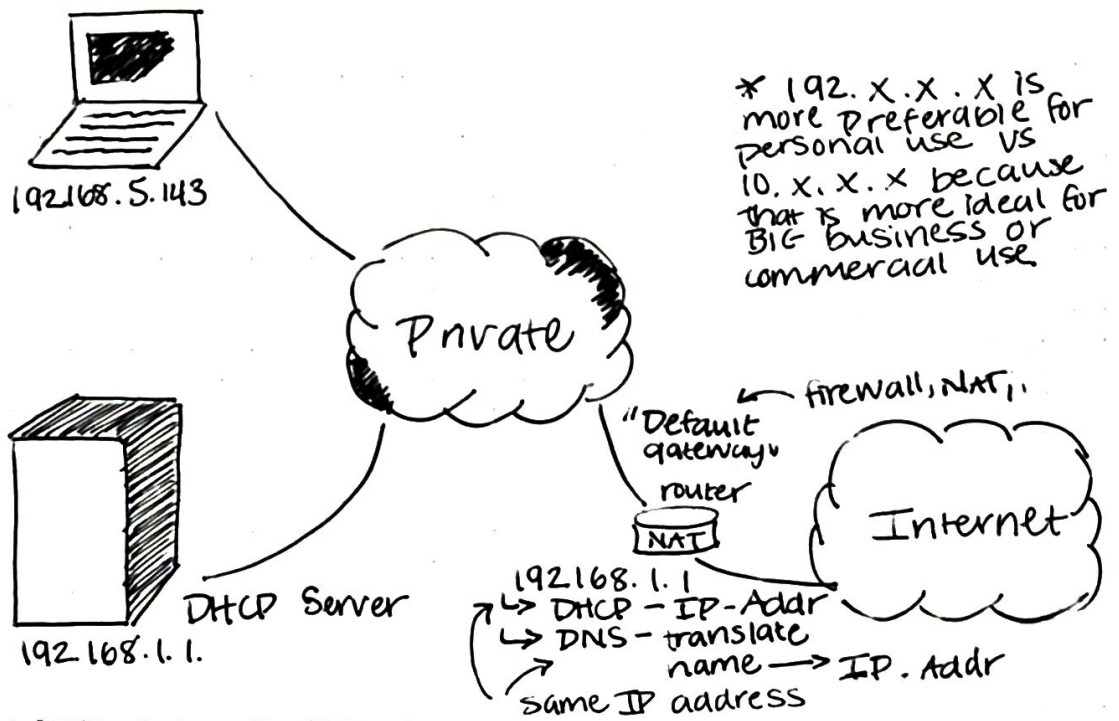 * 192.x.x.x is
more preferable for
personal use vs
10.x.x.x because
that is more ideal for
BIG business or
commercial use
192.168.5.143
Private
firewall, NAT,..
"Default
gateway"
router
NAT
Internet
DHCP Server
192.168.1.1.
192.168.1.1
↳ DHCP - IP-Addr
↳ DNS - translate
name → IP.Addr
same IP address